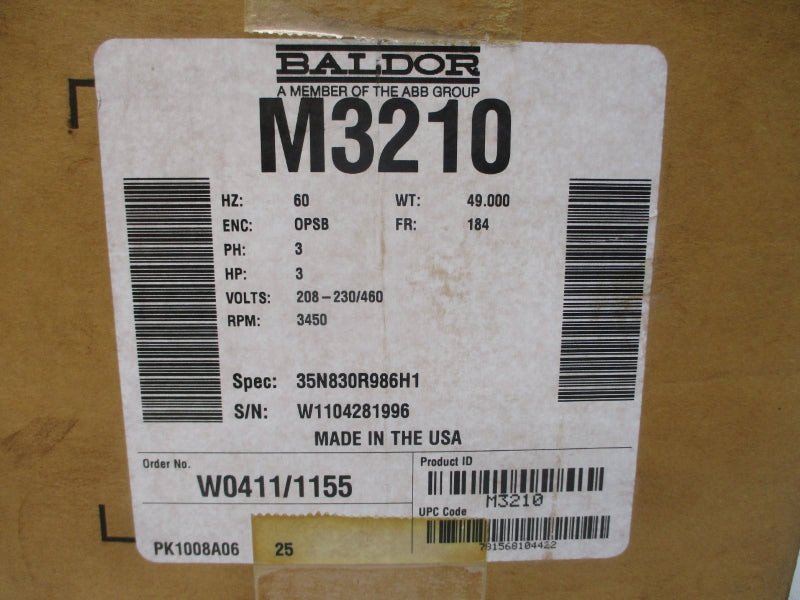 BALDOR
A MEMBER OF THE ABB GROUP
M3210
HZ: 60 WT: 49.000
ENC: OPSB FR: 184
PH: 3
HP: 3
VOLTS: 208-230/460
RPM: 3450
Spec: 35N830R986H1
S/N: W1104281996
MADE IN THE USA
Order No.
W0411/1155
Product ID
M3210
UPC Code
781568104422
PK1008A06 25